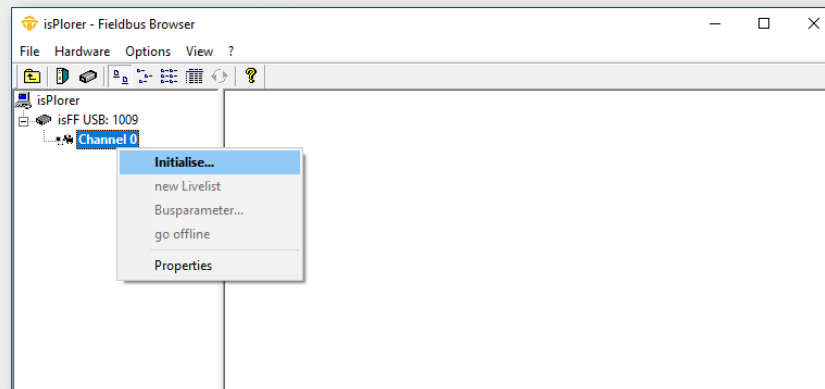 isPlorer - Fieldbus Browser
File Hardware Options View ?
isPlorer
isFF USB: 1009
Channel 0
Initialise...
new Livelist
Busparameter...
go offline
Properties